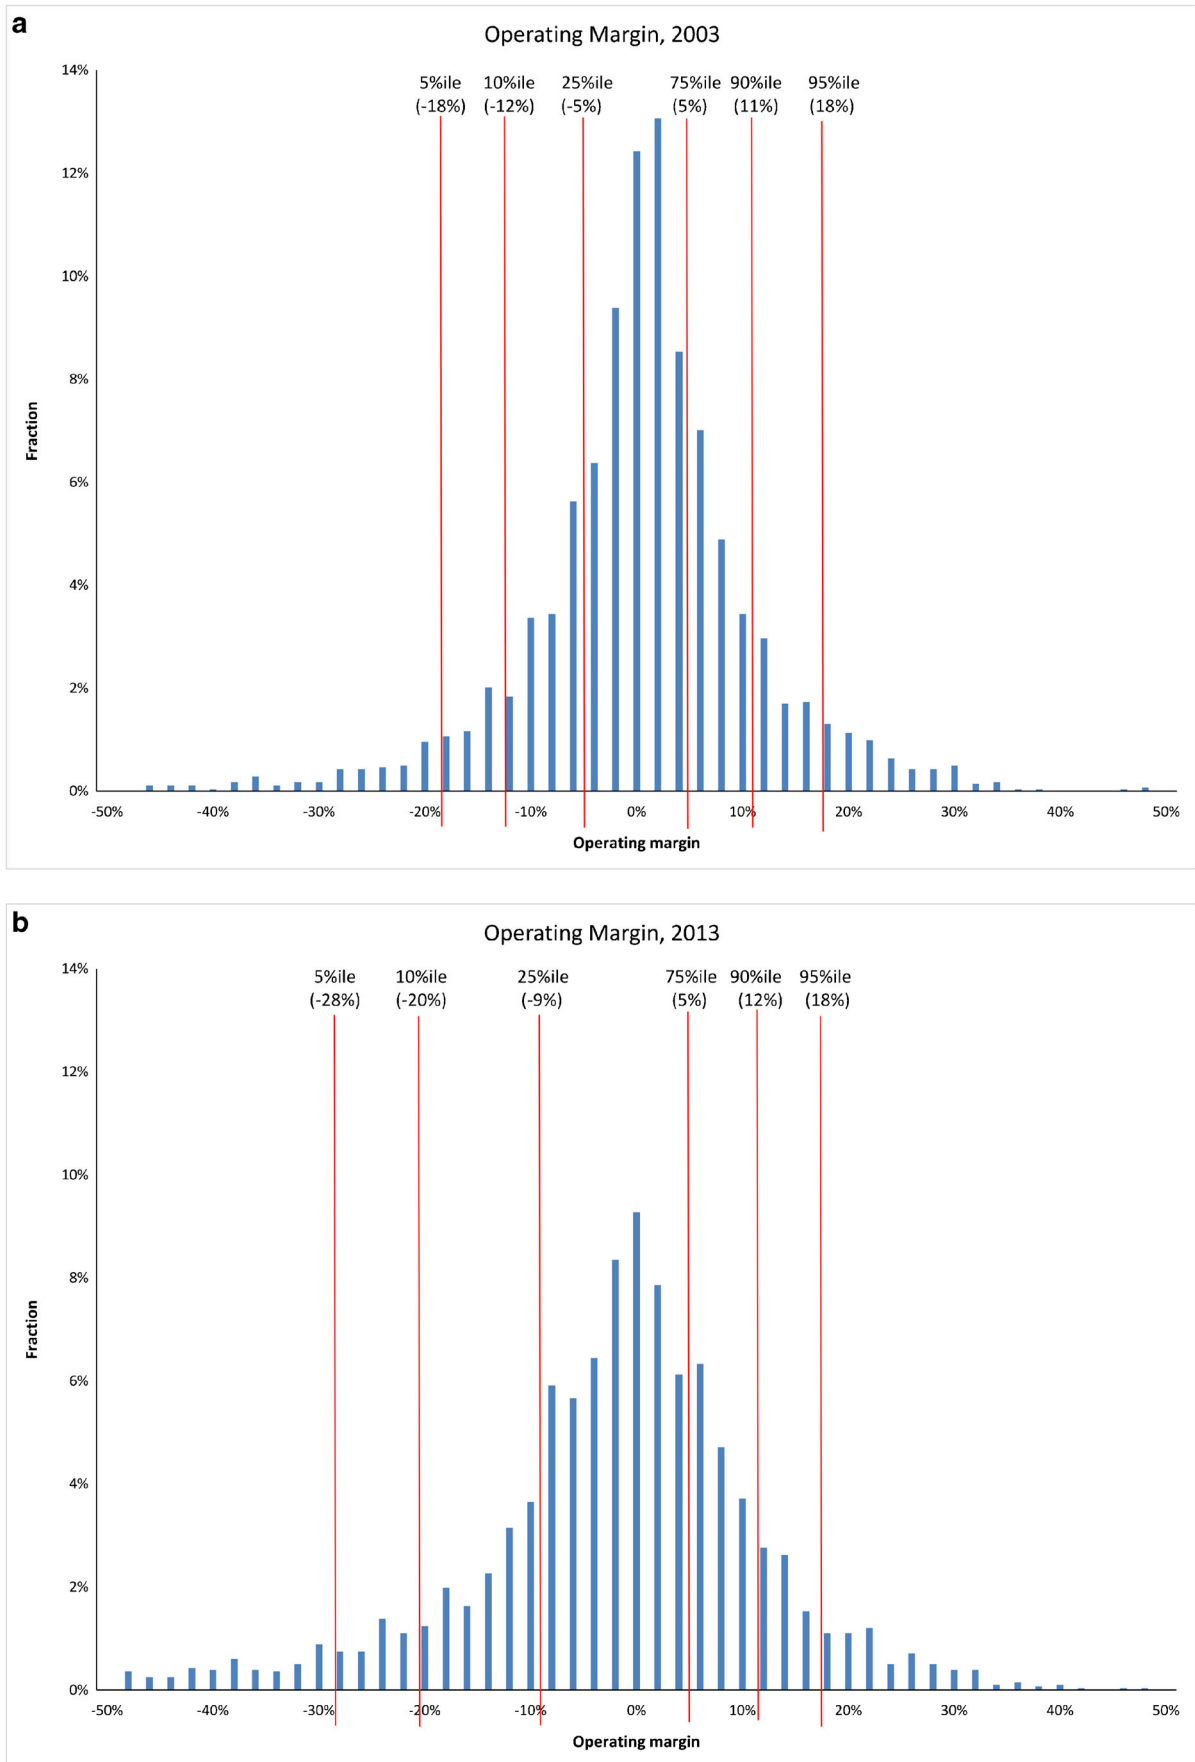 a
Operating Margin, 2003
14%
5%ile 10%ile 25%ile 75%ile 90%ile 95%ile
(-18%) (-12%) (-5%) (5%) (11%) (18%)
12%
10%
8%
Fraction
6%
4%
2%
0%
-50% -40% -30% -20% -10% 0% 10% 20% 30% 40% 50%
Operating margin
b
Operating Margin, 2013
14%
5%ile 10%ile 25%ile 75%ile 90%ile 95%ile
(-28%) (-20%) (-9%) (5%) (12%) (18%)
12%
10%
8%
Fraction
6%
4%
2%
0%
-50% -40% -30% -20% -10% 0% 10% 20% 30% 40% 50%
Operating margin